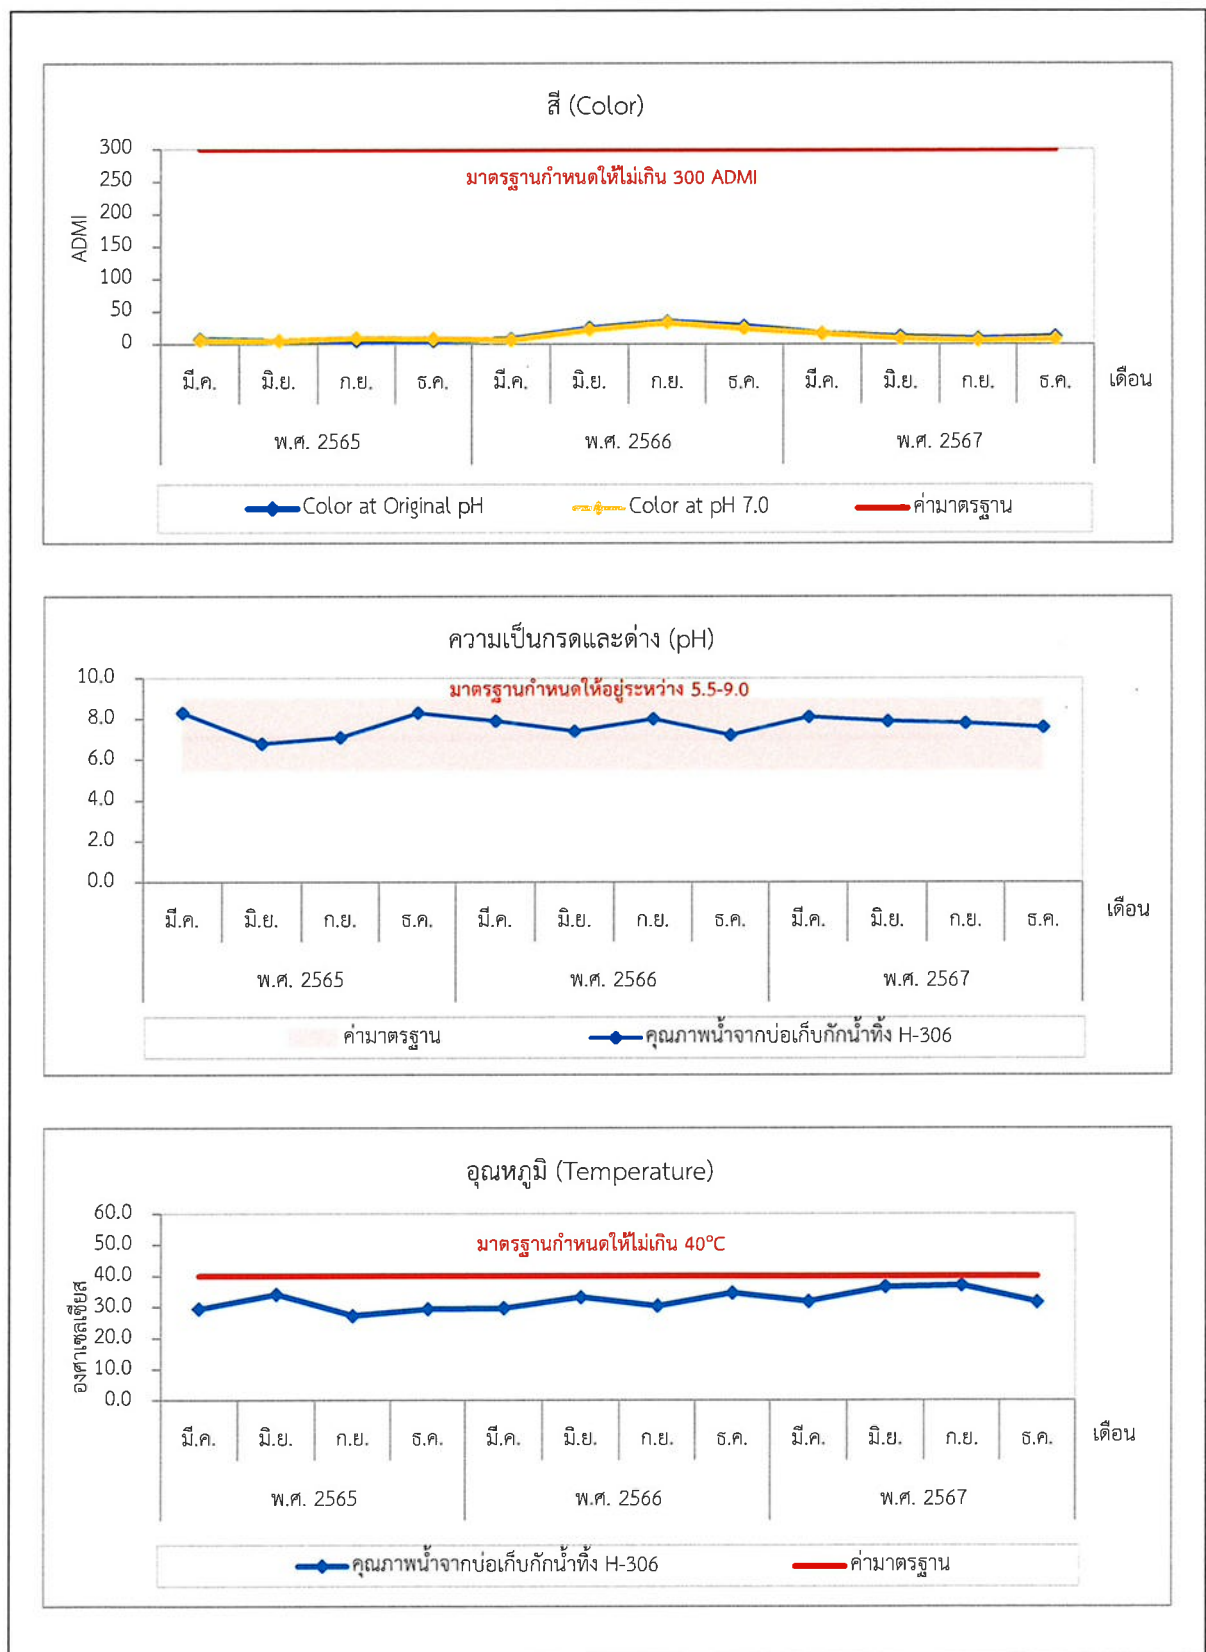 สี (Color)
300
250
200
150
100
50
0
ADMI
มาตรฐานกำหนดให้ไม่เกิน 300 ADMI
มี.ค. มิ.ย. ก.ย. ธ.ค. มี.ค. มิ.ย. ก.ย. ธ.ค. มี.ค. มิ.ย. ก.ย. ธ.ค. เดือน
พ.ศ. 2565 พ.ศ. 2566 พ.ศ. 2567
Color at Original pH Color at pH 7.0 ค่ามาตรฐาน
ความเป็นกรดและด่าง (pH)
10.0
8.0
6.0
4.0
2.0
0.0
มาตรฐานกำหนดให้อยู่ระหว่าง 5.5-9.0
มี.ค. มิ.ย. ก.ย. ธ.ค. มี.ค. มิ.ย. ก.ย. ธ.ค. มี.ค. มิ.ย. ก.ย. ธ.ค. เดือน
พ.ศ. 2565 พ.ศ. 2566 พ.ศ. 2567
ค่ามาตรฐาน คุณภาพน้ำจากบ่อเก็บกักน้ำทิ้ง H-306
อุณหภูมิ (Temperature)
60.0
50.0
40.0
30.0
20.0
10.0
0.0
องศาเซลเซียส
มาตรฐานกำหนดให้ไม่เกิน 40°C
มี.ค. มิ.ย. ก.ย. ธ.ค. มี.ค. มิ.ย. ก.ย. ธ.ค. มี.ค. มิ.ย. ก.ย. ธ.ค. เดือน
พ.ศ. 2565 พ.ศ. 2566 พ.ศ. 2567
คุณภาพน้ำจากบ่อเก็บกักน้ำทิ้ง H-306 ค่ามาตรฐาน